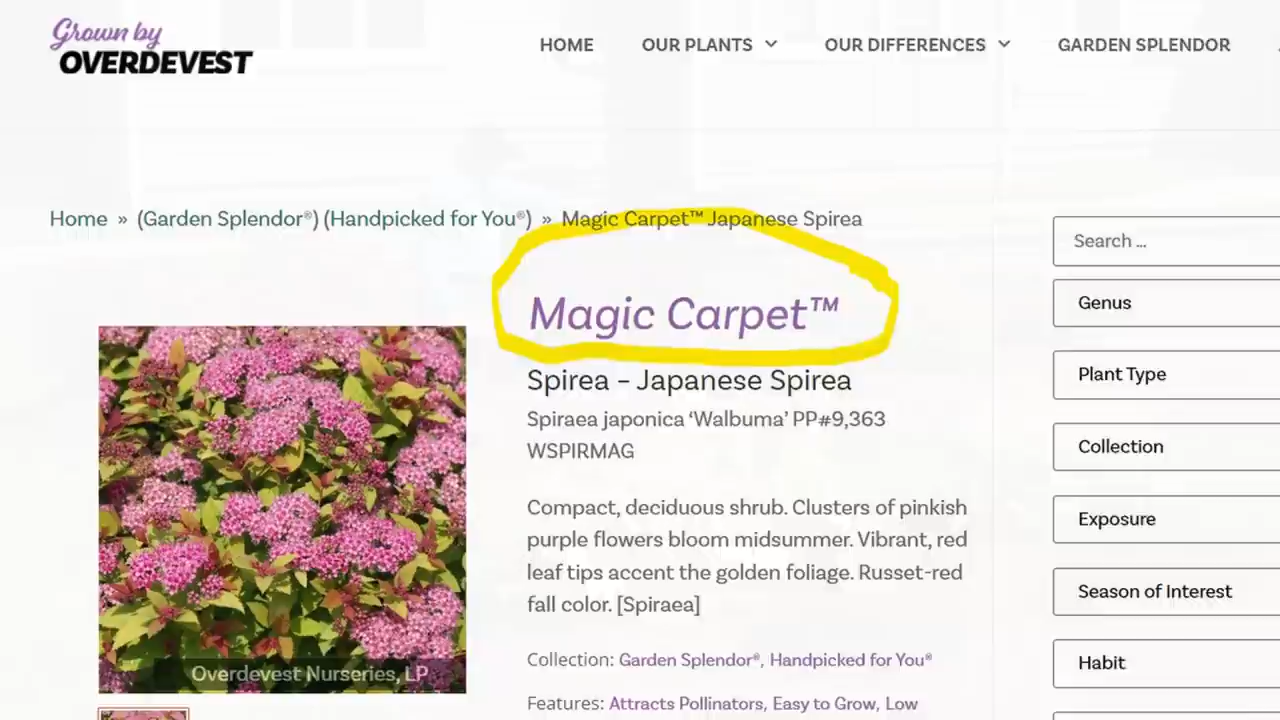 Grown by
OVERDEVEST
HOME OUR PLANTS OUR DIFFERENCES GARDEN SPLENDOR
Home » (Garden Splendor®) (Handpicked for You®) » Magic Carpet™ Japanese Spirea
Magic Carpet™
Spirea – Japanese Spirea
Spiraea japonica ‘Walbuma’ PP#9,363
WSPIRMAG
Compact, deciduous shrub. Clusters of pinkish
purple flowers bloom midsummer. Vibrant, red
leaf tips accent the golden foliage. Russet-red
fall color. [Spiraea]
Collection: Garden Splendor®, Handpicked for You®
Features: Attracts Pollinators, Easy to Grow, Low
Overdevest Nurseries, LP
Search ...
Genus
Plant Type
Collection
Exposure
Season of Interest
Habit